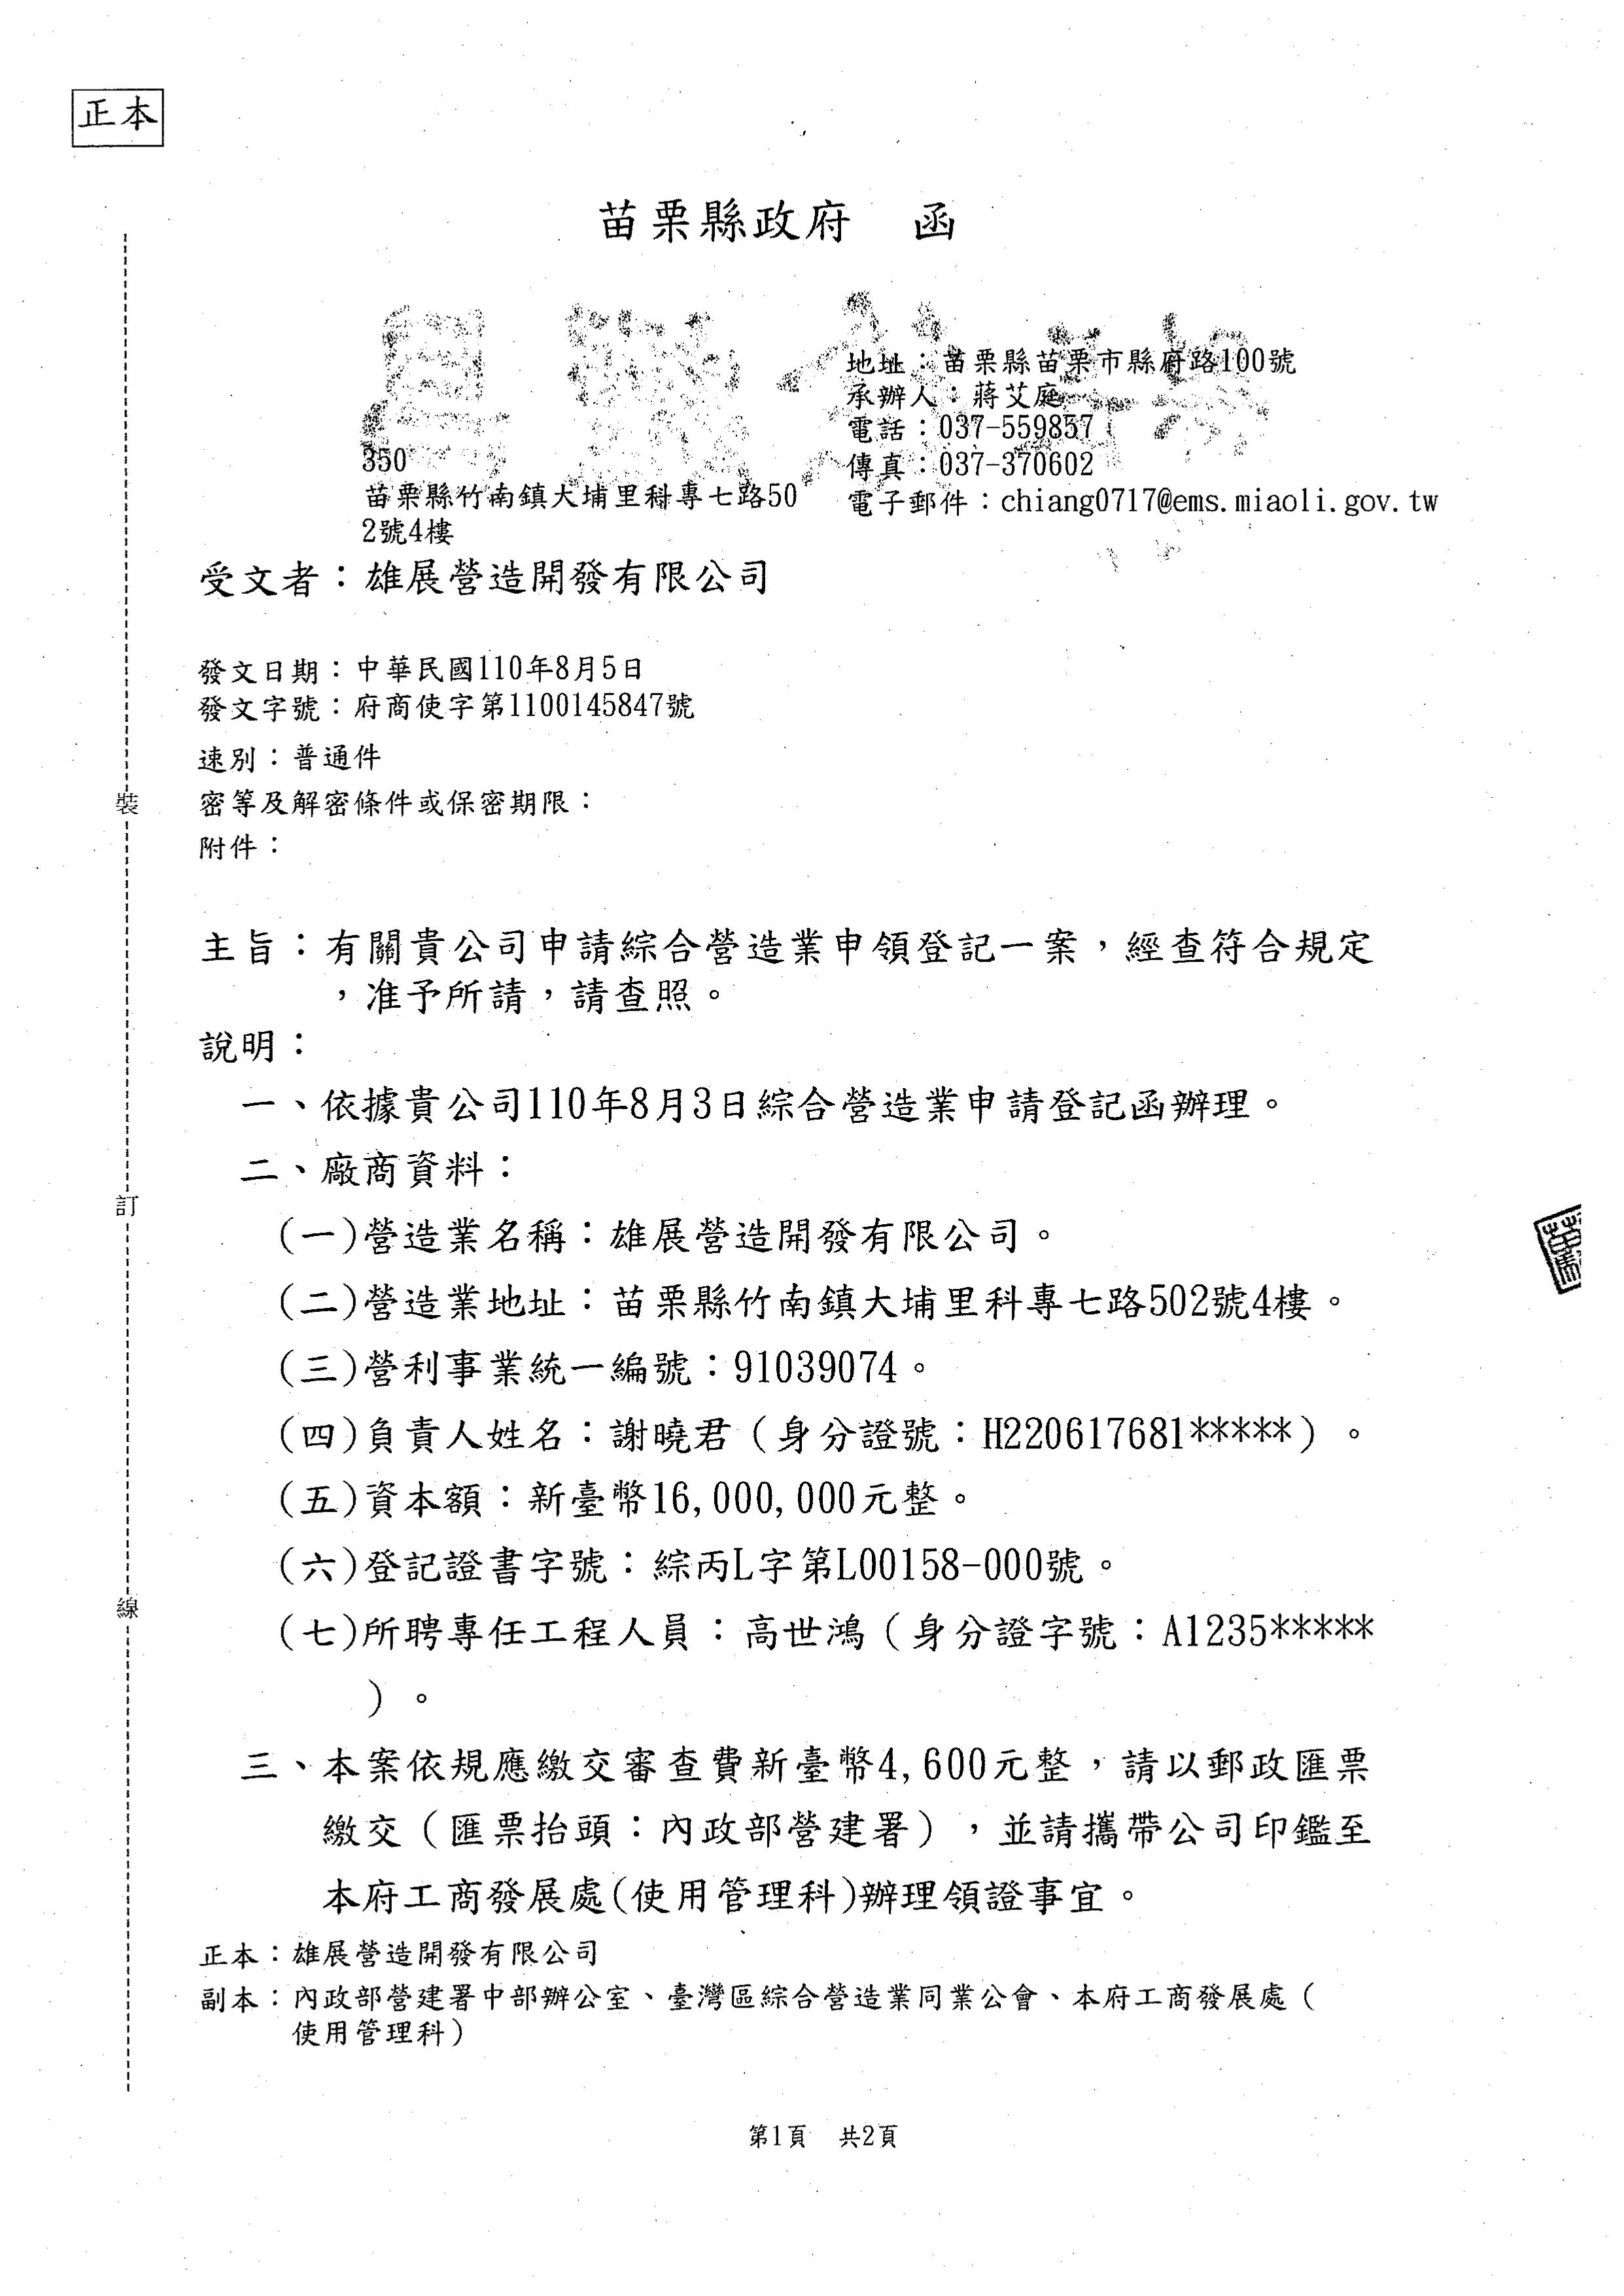 正本
苗栗縣政府　函
地址：苗栗縣苗栗市縣府路100號
承辦人：蔣艾庭
電話：037-559857
傳真：037-370602
電子郵件：chiang0717@ems.miaoli.gov.tw
350
苗栗縣竹南鎮大埔里科專七路50
2號4樓
受文者：雄展營造開發有限公司
發文日期：中華民國110年8月5日
發文字號：府商使字第1100145847號
速別：普通件
密等及解密條件或保密期限：
附件：
主旨：有關貴公司申請綜合營造業申領登記一案，經查符合規定
，准予所請，請查照。
說明：
一、依據貴公司110年8月3日綜合營造業申請登記函辦理。
二、廠商資料：
(一)營造業名稱：雄展營造開發有限公司。
(二)營造業地址：苗栗縣竹南鎮大埔里科專七路502號4樓。
(三)營利事業統一編號：91039074。
(四)負責人姓名：謝曉君（身分證號：H220617681*****）。
(五)資本額：新臺幣16,000,000元整。
(六)登記證書字號：綜丙L字第L00158-000號。
(七)所聘專任工程人員：高世鴻（身分證字號：A1235*****
）。
三、本案依規應繳交審查費新臺幣4,600元整，請以郵政匯票
繳交（匯票抬頭：內政部營建署），並請攜帶公司印鑑至
本府工商發展處(使用管理科)辦理領證事宜。
正本：雄展營造開發有限公司
副本：內政部營建署中部辦公室、臺灣區綜合營造業同業公會、本府工商發展處（
使用管理科）
裝
訂
線
第1頁　共2頁